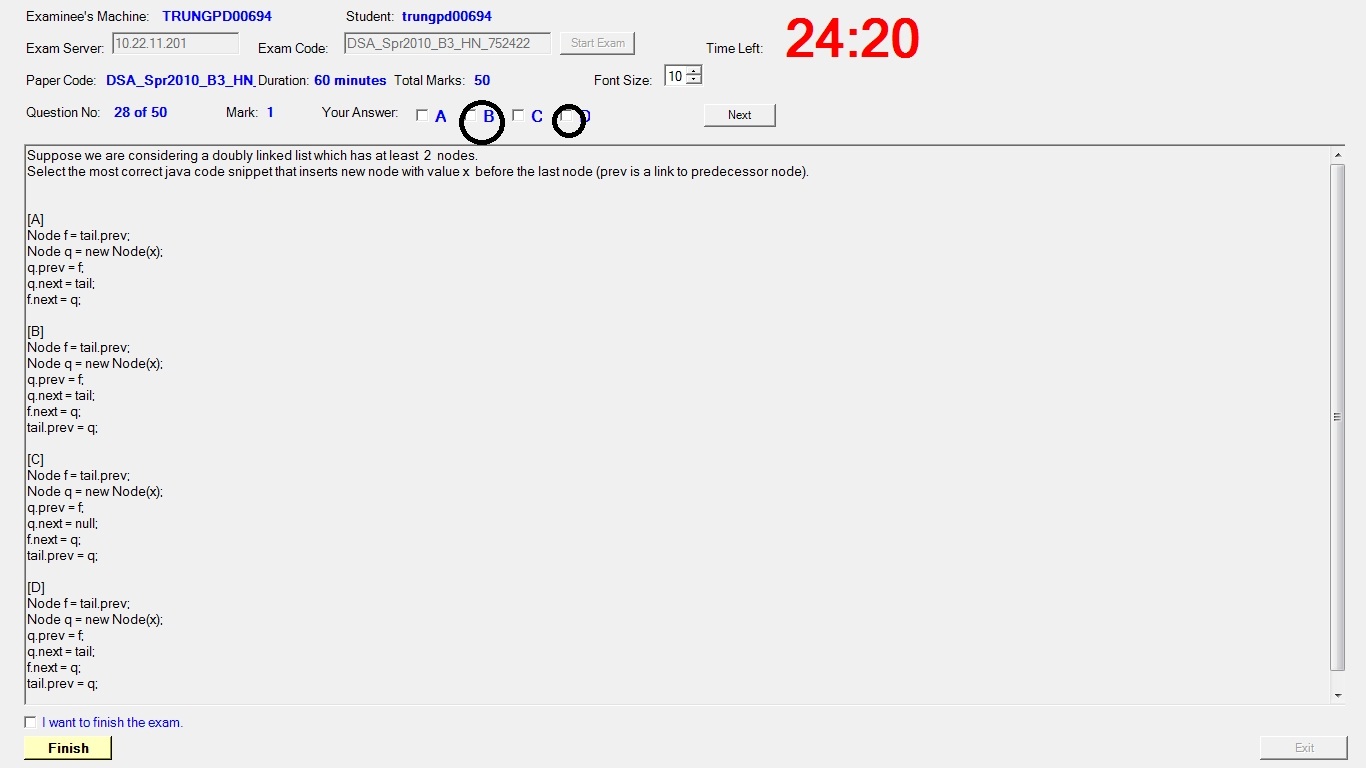 Examinee's Machine: TRUNGPD00694 Student: trungpd00694
Exam Server: 10.22.11.201 Exam Code: DSA_Spr2010_B3_HN_752422 Start Exam Time Left: 24:20
Paper Code: DSA_Spr2010_B3_HN_ Duration: 60 minutes Total Marks: 50 Font Size: 10
Question No: 28 of 50 Mark: 1 Your Answer: A B C D Next
Suppose we are considering a doubly linked list which has at least 2 nodes.
Select the most correct java code snippet that inserts new node with value x before the last node (prev is a link to predecessor node).
[A]
Node f = tail.prev;
Node q = new Node(x);
q.prev = f;
q.next = tail;
f.next = q;
[B]
Node f = tail.prev;
Node q = new Node(x);
q.prev = f;
q.next = tail;
f.next = q;
tail.prev = q;
[C]
Node f = tail.prev;
Node q = new Node(x);
q.prev = f;
q.next = null;
f.next = q;
tail.prev = q;
[D]
Node f = tail.prev;
Node q = new Node(x);
q.prev = f;
q.next = tail;
f.next = q;
tail.prev = q;
I want to finish the exam.
Finish Exit